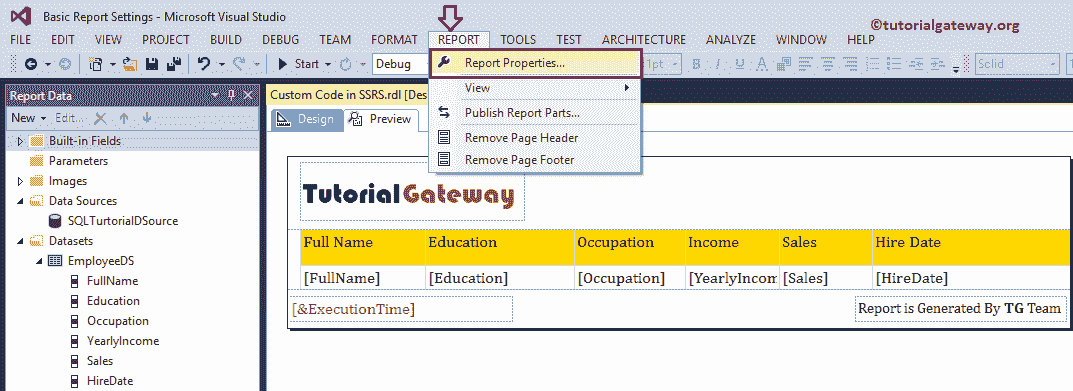 Basic Report Settings - Microsoft Visual Studio
©tutorialgateway.org
FILE EDIT VIEW PROJECT BUILD DEBUG TEAM FORMAT REPORT TOOLS TEST ARCHITECTURE ANALYZE WINDOW HELP
Start Debug 1pt B I U Solid
Report Data
New Edit...
Built-in Fields
Parameters
Images
Data Sources
SQLTurtorialDSource
Datasets
EmployeeDS
FullName
Education
Occupation
YearlyIncome
Sales
HireDate
Custom Code in SSRS.rdl [Des
Design Preview
Report Properties...
View
Publish Report Parts...
Remove Page Header
Remove Page Footer
Tutorial Gateway
Full Name Education Occupation Income Sales Hire Date
[FullName] [Education] [Occupation] [YearlyIncom [Sales] [HireDate]
[&ExecutionTime] Report is Generated By TG Team